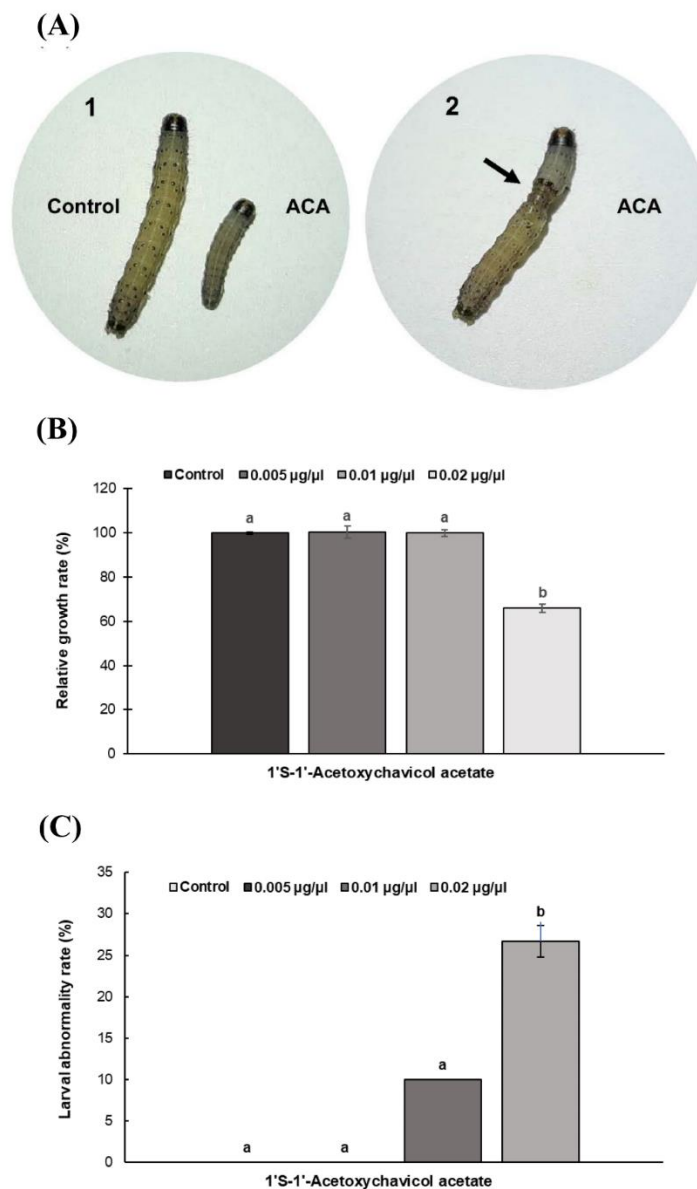 (A)
1
2
Control
ACA
ACA
(B)
Control 0.005 µg/µl 0.01 µg/µl 0.02 µg/µl
120
100
80
60
40
20
0
Relative growth rate (%)
a
a
a
b
1'S-1'-Acetoxychavicol acetate
(C)
35
30
25
20
15
10
5
0
Control 0.005 µg/µl 0.01 µg/µl 0.02 µg/µl
Larval abnormality rate (%)
a
a
a
b
1'S-1'-Acetoxychavicol acetate